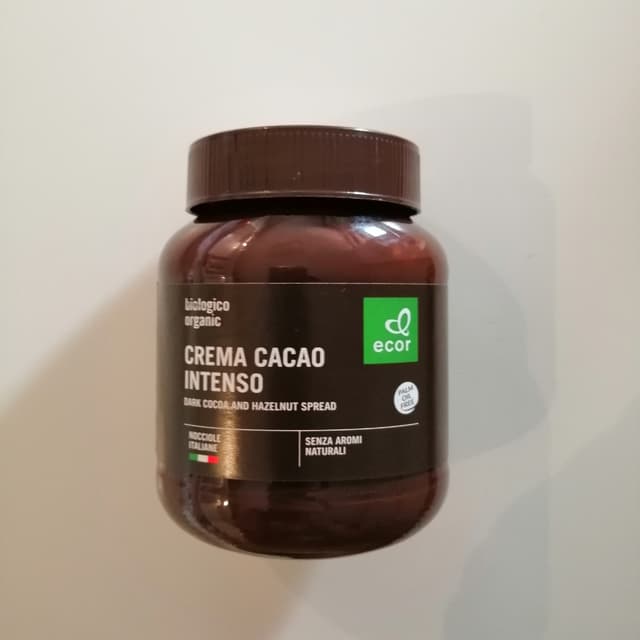 biologico
organic
ecor
CREMA CACAO
INTENSO
DARK COCOA AND HAZELNUT SPREAD
PALM
OIL
FREE
NOCCIOLE
ITALIANE
SENZA AROMI
NATURALI